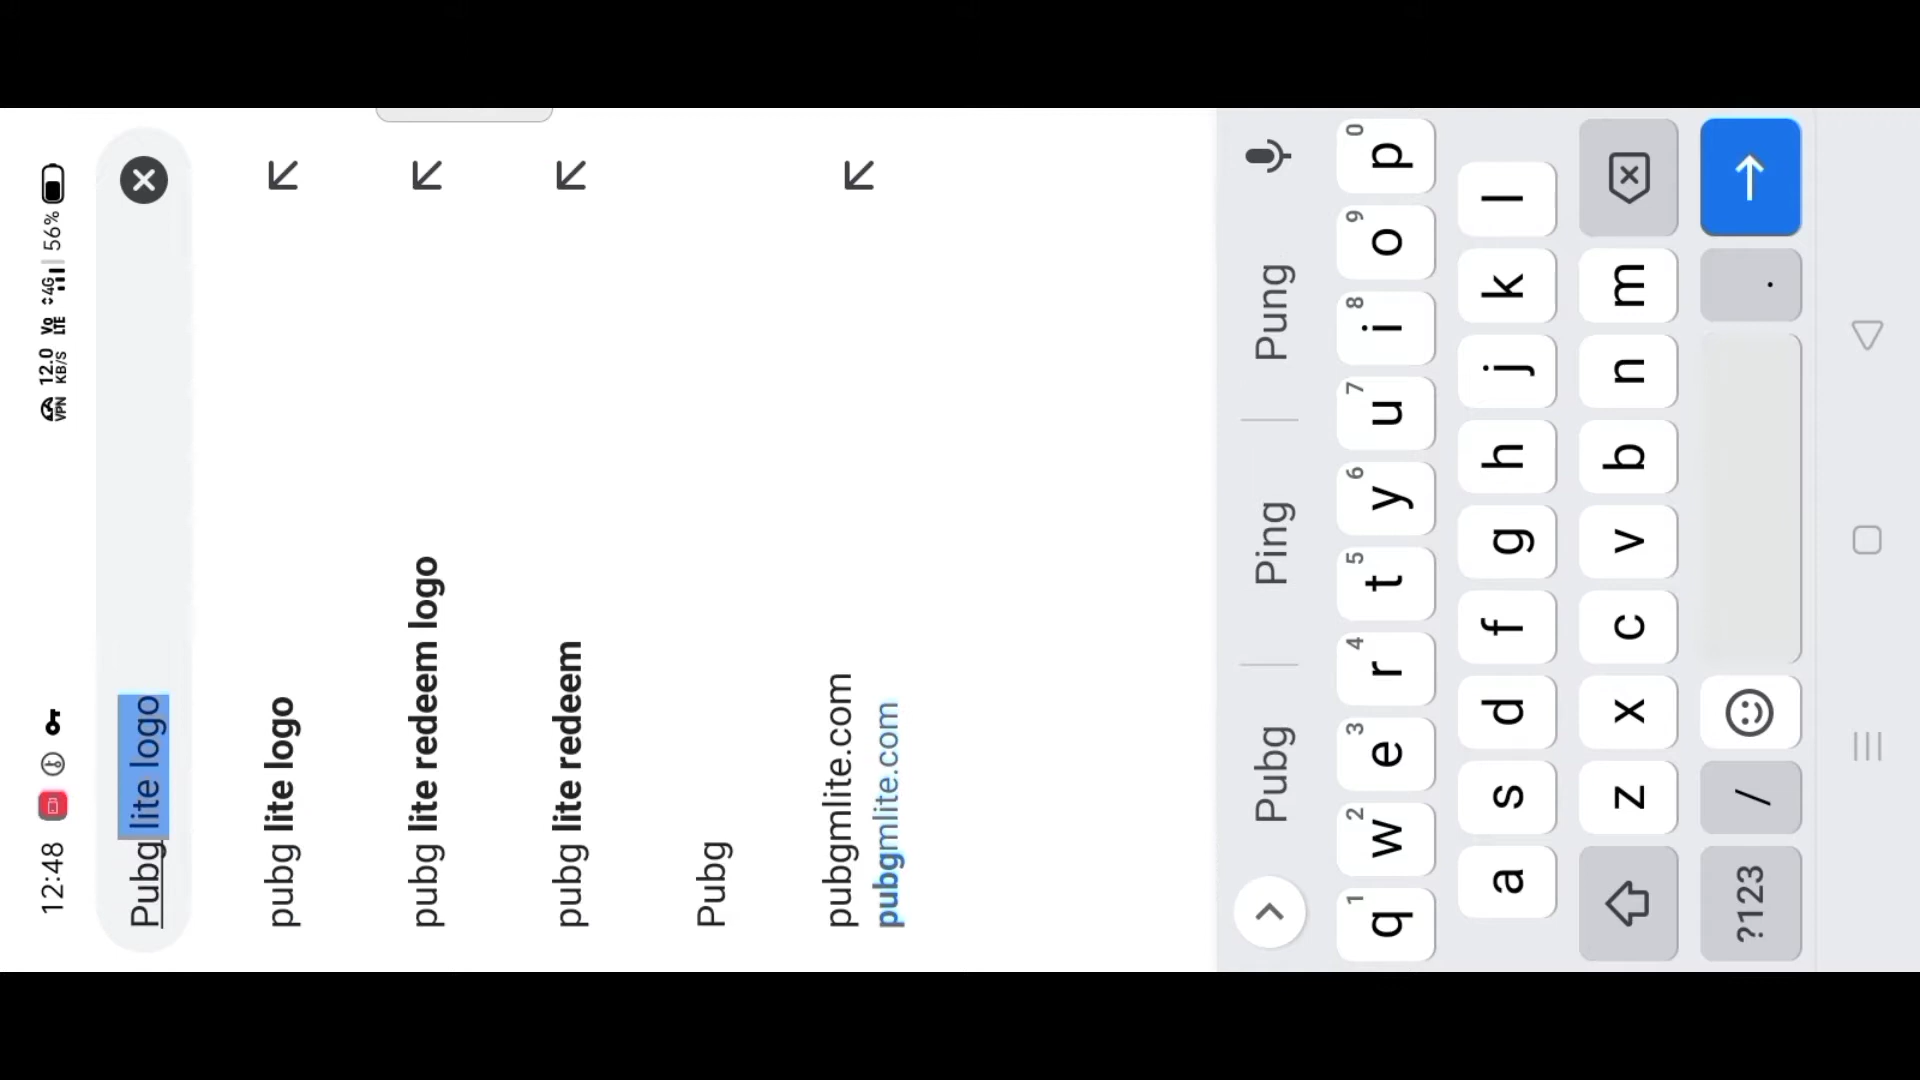 12:48 12.0 KB/S VPN Vo LTE 4G 56%
Pubg lite logo
pubg lite logo
pubg lite redeem logo
pubg lite redeem
Pubg
pubgmlite.com
pubgmlite.com
Pubg Ping Pung
q 1 w 2 e 3 r 4 t 5 y 6 u 7 i 8 o 9 p 0
a s d f g h j k l
z x c v b n m
?123 / .